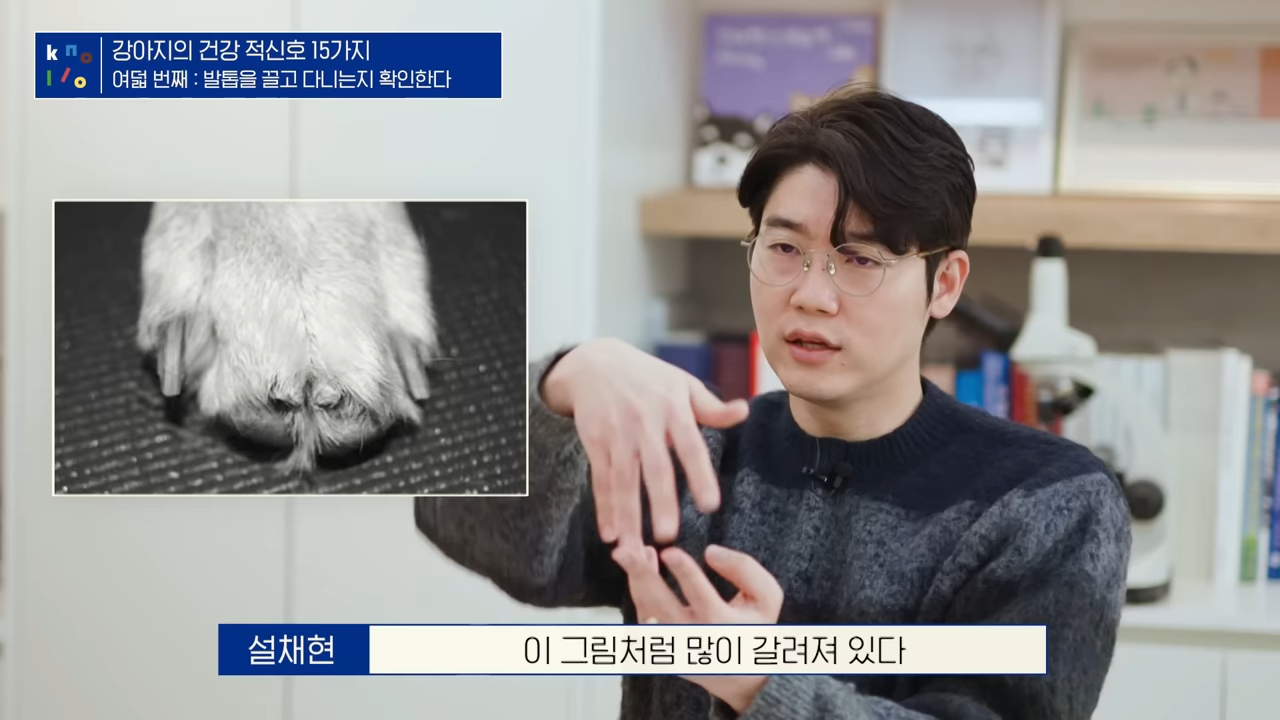 knollo
강아지의 건강 적신호 15가지
여덟 번째 : 발톱을 끌고 다니는지 확인한다
설채현
이 그림처럼 많이 갈려져 있다